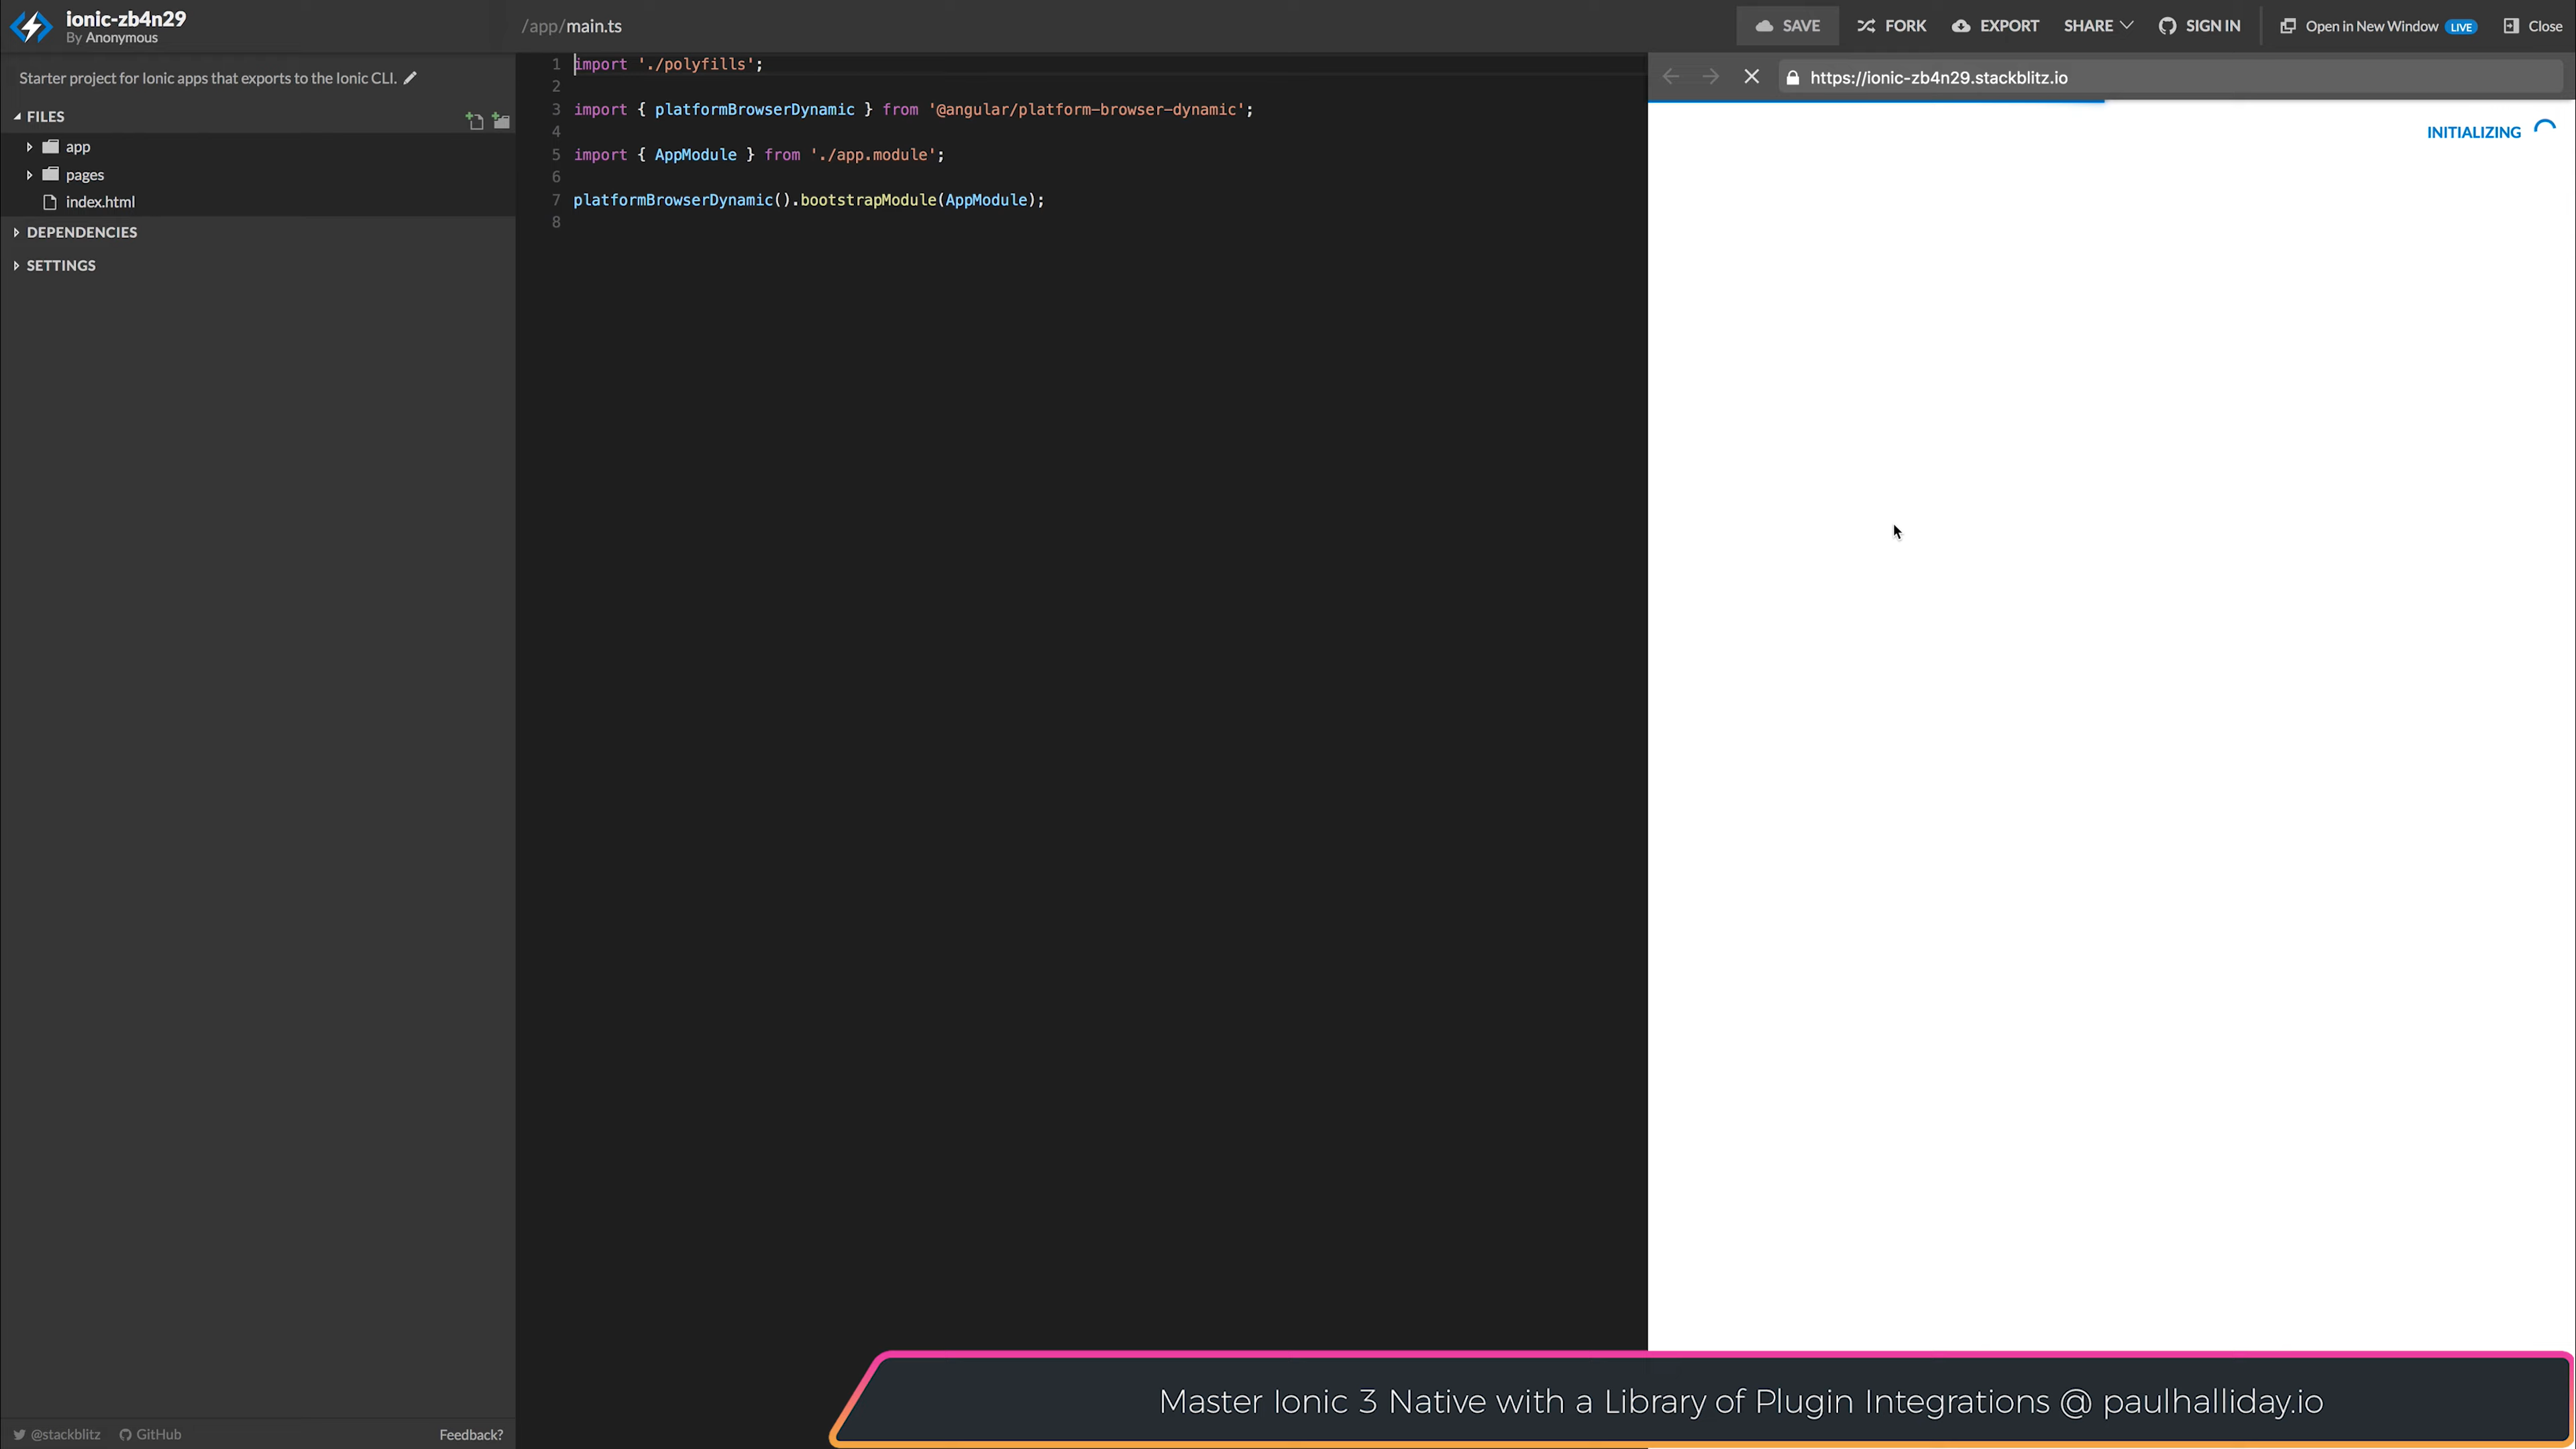 ionic-zb4n29
By Anonymous
/app/main.ts
SAVE
FORK
EXPORT
SHARE
SIGN IN
Open in New Window LIVE
Close
Starter project for Ionic apps that exports to the Ionic CLI.
FILES
app
pages
index.html
DEPENDENCIES
SETTINGS
1 import './polyfills';
2
3 import { platformBrowserDynamic } from '@angular/platform-browser-dynamic';
4
5 import { AppModule } from './app.module';
6
7 platformBrowserDynamic().bootstrapModule(AppModule);
8
https://ionic-zb4n29.stackblitz.io
INITIALIZING
Master Ionic 3 Native with a Library of Plugin Integrations @ paulhalliday.io
@stackblitz
GitHub
Feedback?